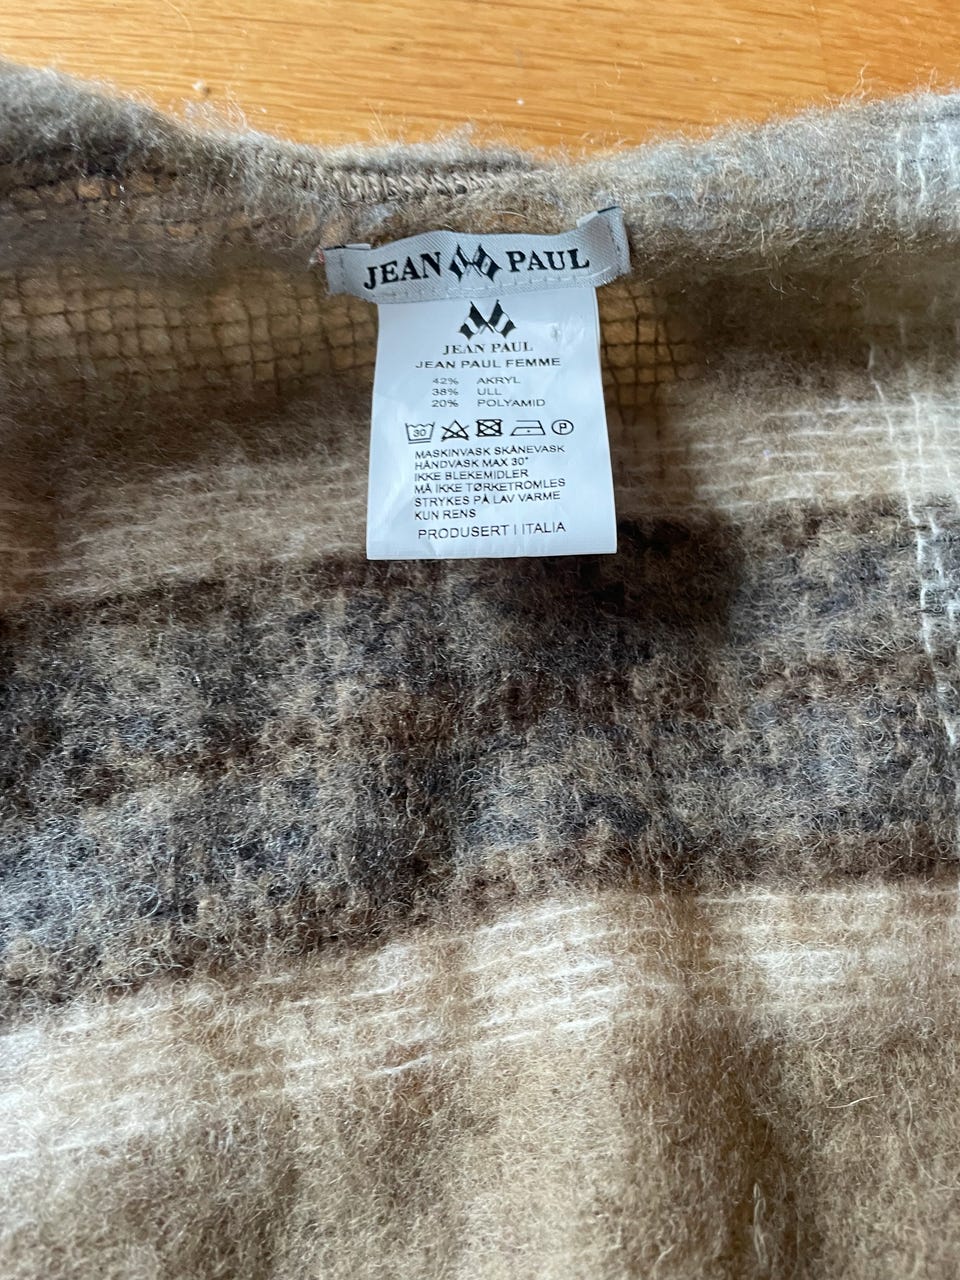 JEAN PAUL
JEAN PAUL
JEAN PAUL FEMME
42% AKRYL
38% ULL
20% POLYAMID
30 P
MASKINVASK SKÅNEVASK
HÅNDVASK MAX 30°
IKKE BLEKEMIDLER
MÅ IKKE TØRKETROMLES
STRYKES PÅ LAV VARME
KUN RENS
PRODUSERT I ITALIA